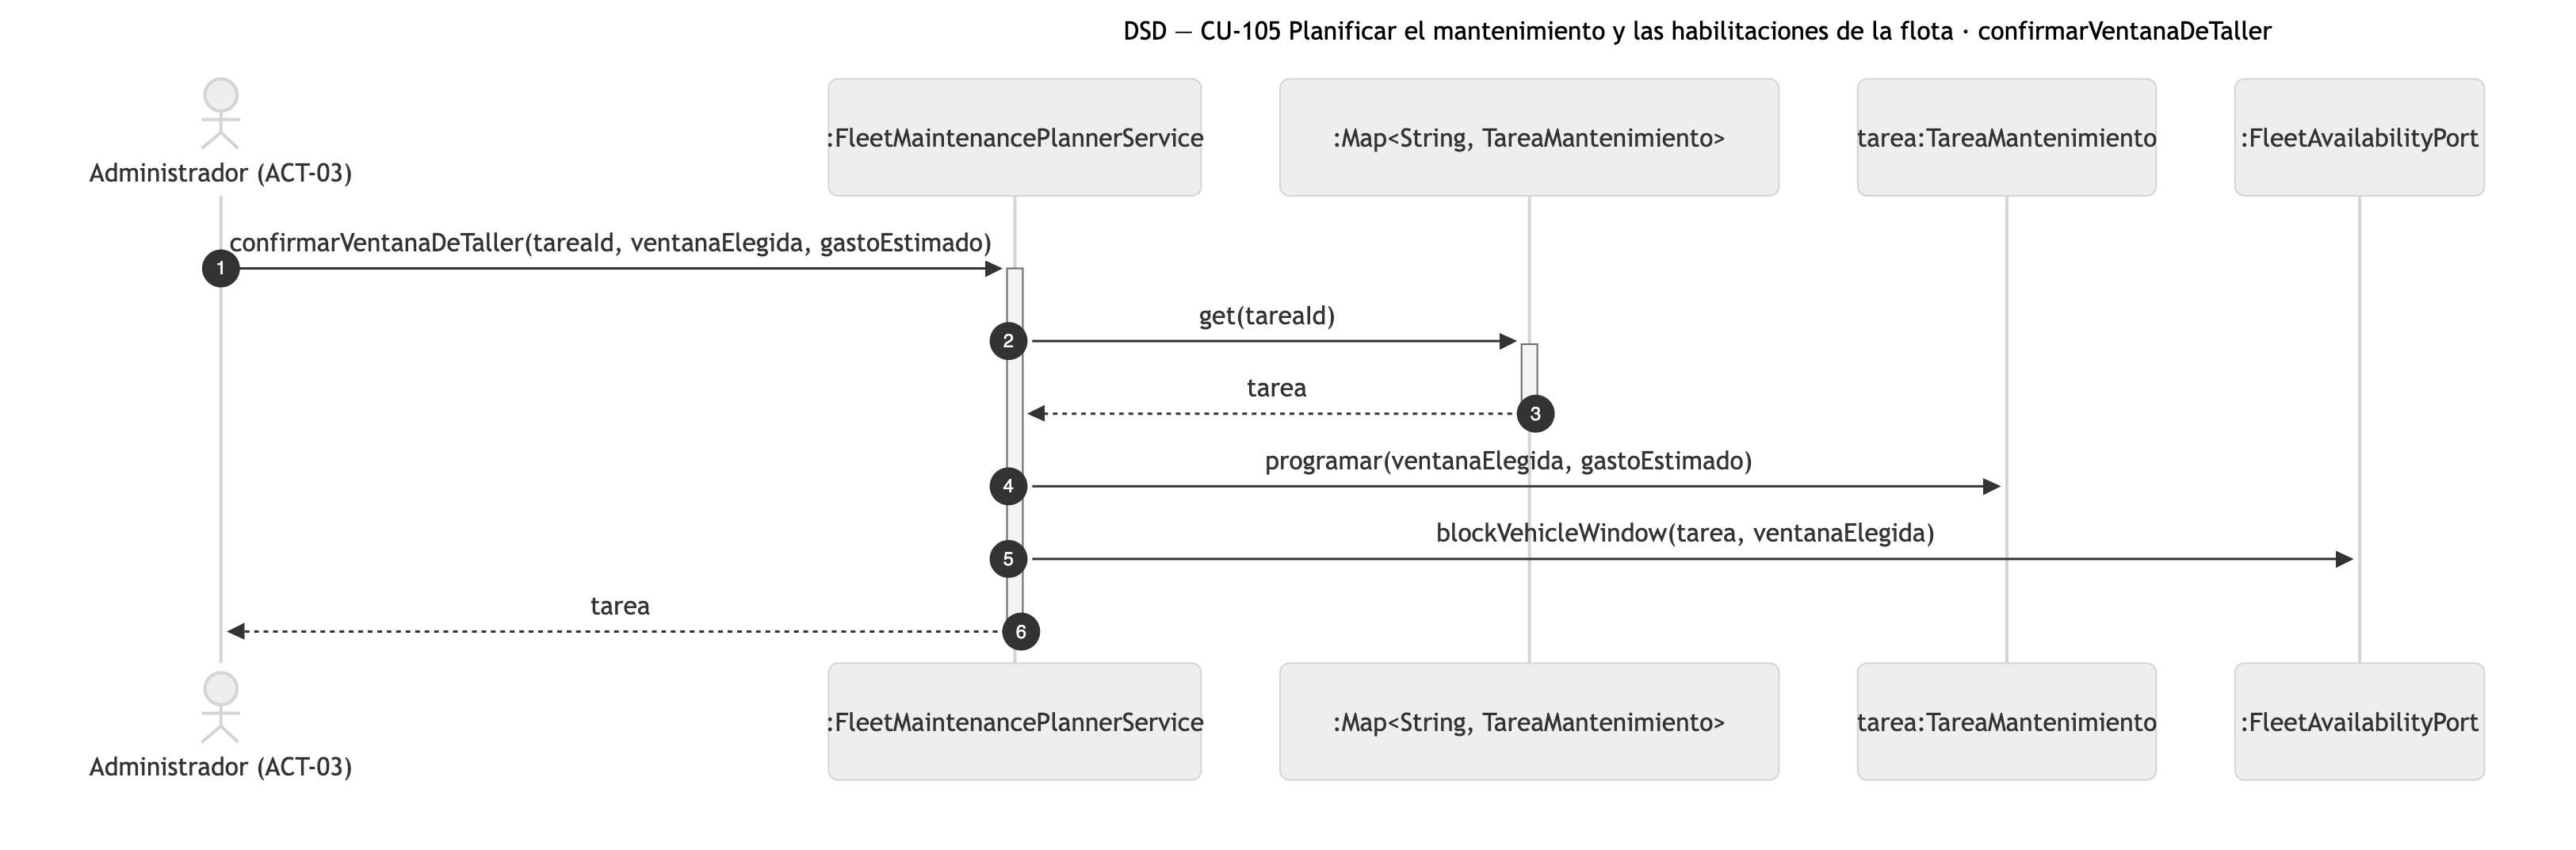 DSD — CU-105 Planificar el mantenimiento y las habilitaciones de la flota · confirmarVentanaDeTaller
Administrador (ACT-03)
:FleetMaintenancePlannerService
:Map<String, TareaMantenimiento>
tarea:TareaMantenimiento
:FleetAvailabilityPort
confirmarVentanaDeTaller(tareaId, ventanaElegida, gastoEstimado)
1
get(tareaId)
2
tarea
3
programar(ventanaElegida, gastoEstimado)
4
blockVehicleWindow(tarea, ventanaElegida)
5
tarea
6
Administrador (ACT-03)
:FleetMaintenancePlannerService
:Map<String, TareaMantenimiento>
tarea:TareaMantenimiento
:FleetAvailabilityPort